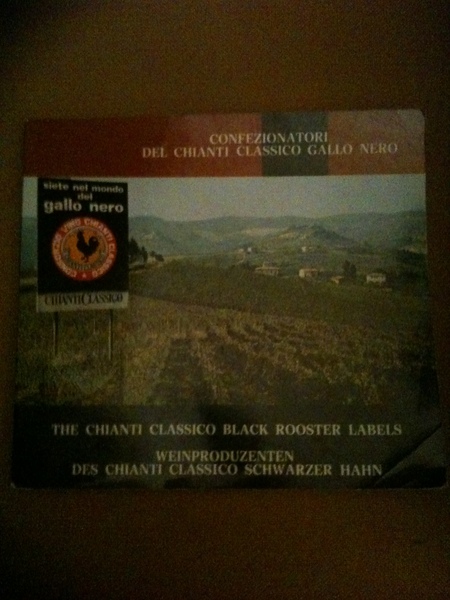 CONFEZIONATORI
DEL CHIANTI CLASSICO GALLO NERO
siete nel mondo
del
gallo nero
CHIANTI CLASSICO
THE CHIANTI CLASSICO BLACK ROOSTER LABELS
WEINPRODUZENTEN
DES CHIANTI CLASSICO SCHWARZER HAHN